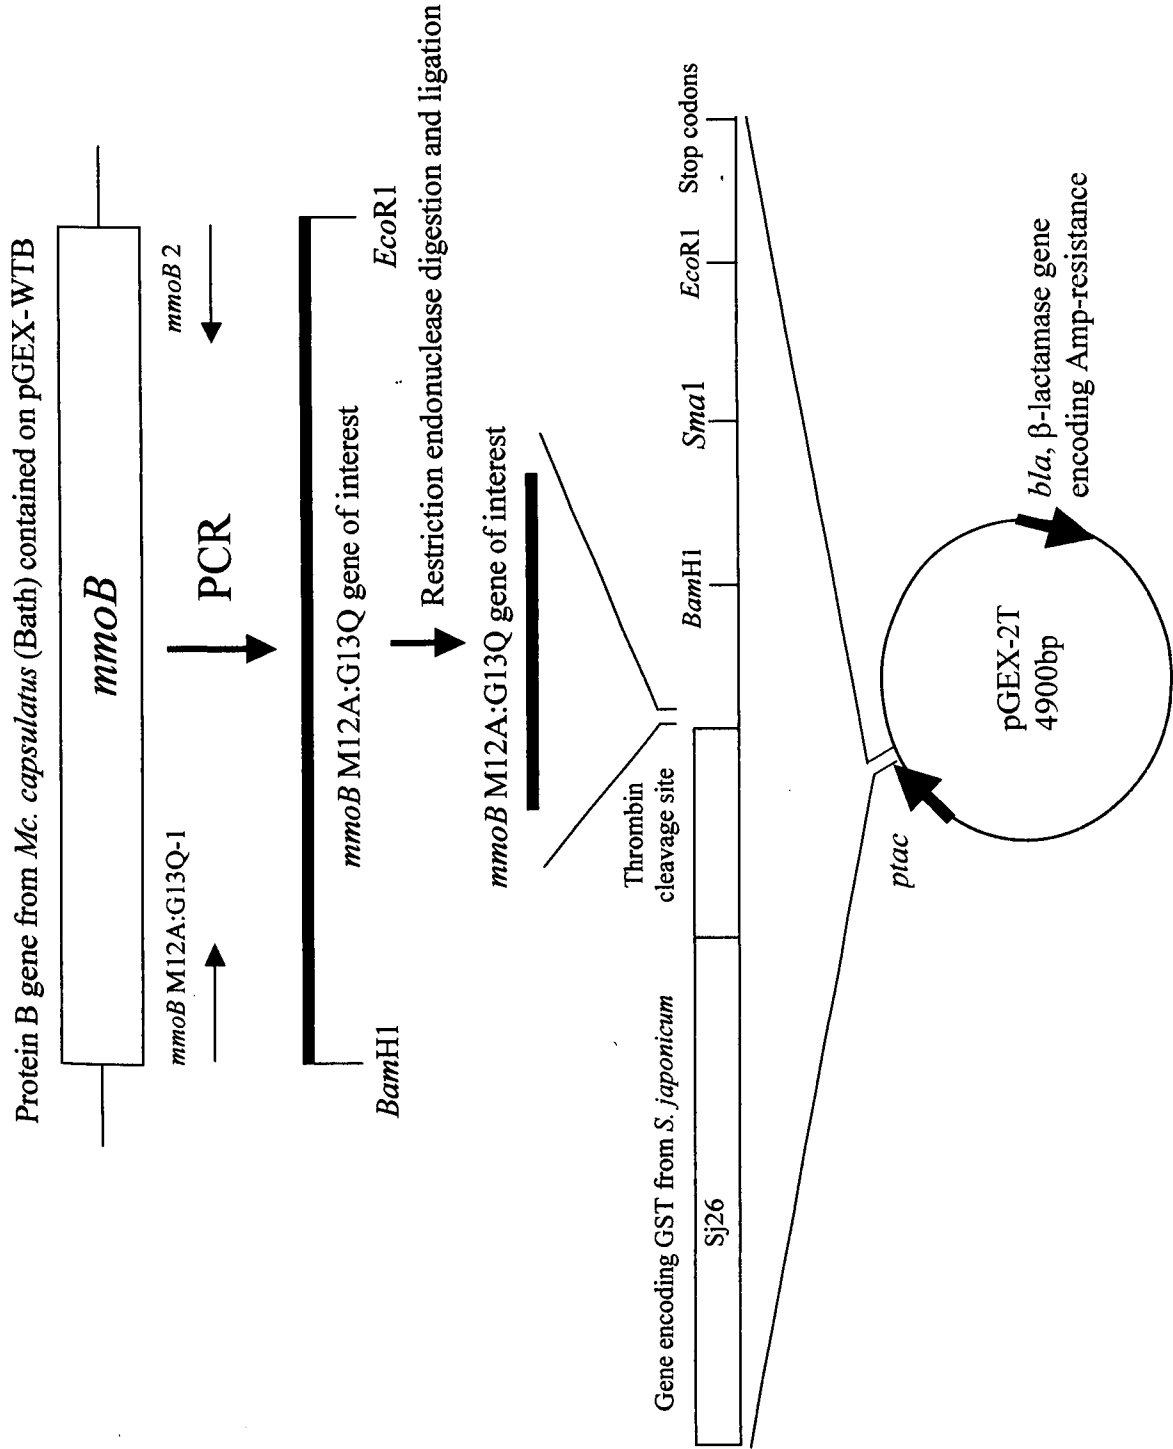 Protein B gene from Mc. capsulatus (Bath) contained on pGEX-WTB
mmoB
mmoB M12A:G13Q-1
mmoB 2
PCR
BamH1
EcoR1
mmoB M12A:G13Q gene of interest
Restriction endonuclease digestion and ligation
mmoB M12A:G13Q gene of interest
Gene encoding GST from S. japonicum
Thrombin
cleavage site
BamH1
Sma1
EcoR1
Stop codons
Sj26
ptac
pGEX-2T
4900bp
bla, β-lactamase gene
encoding Amp-resistance